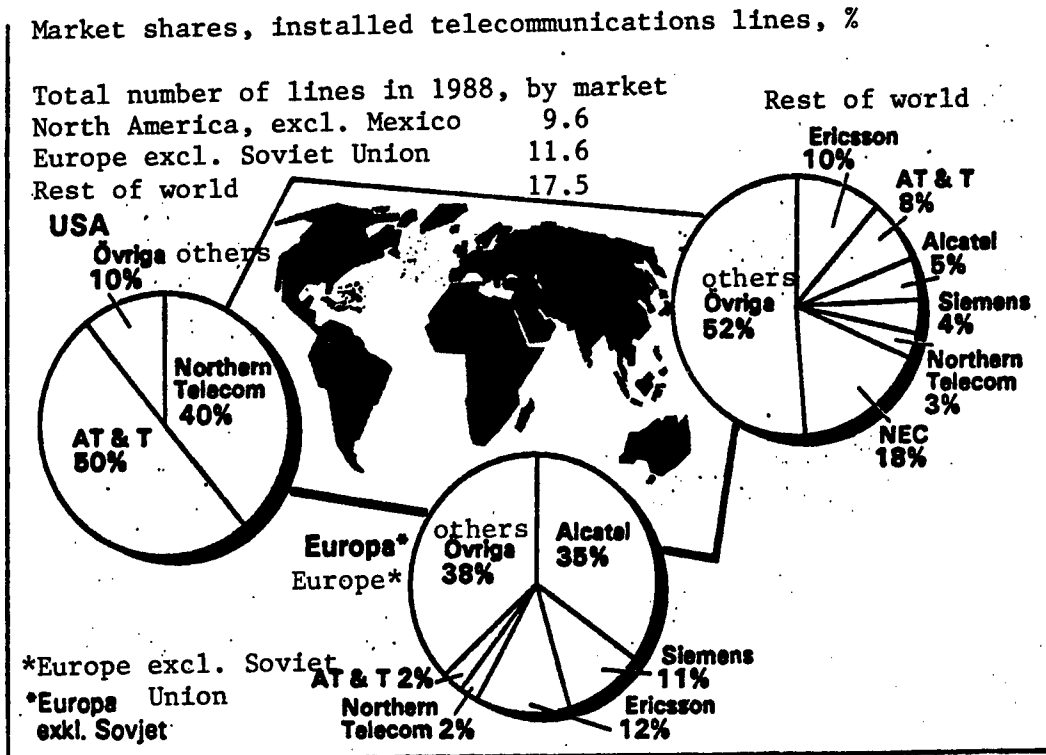 Market shares, installed telecommunications lines, %
Total number of lines in 1988, by market
North America, excl. Mexico 9.6
Europe excl. Soviet Union 11.6
Rest of world 17.5
USA
Övriga others
10%
Northern
Telecom
40%
AT & T
50%
Rest of world
Ericsson
10%
AT & T
8%
Alcatel
5%
Siemens
4%
Northern
Telecom
3%
NEC
18%
others
Övriga
52%
Europa*
Europe*
others
Övriga
38%
Alcatel
35%
Siemens
11%
Ericsson
12%
Northern
Telecom 2%
AT & T 2%
*Europe excl. Soviet
Union
*Europa
exkl. Sovjet